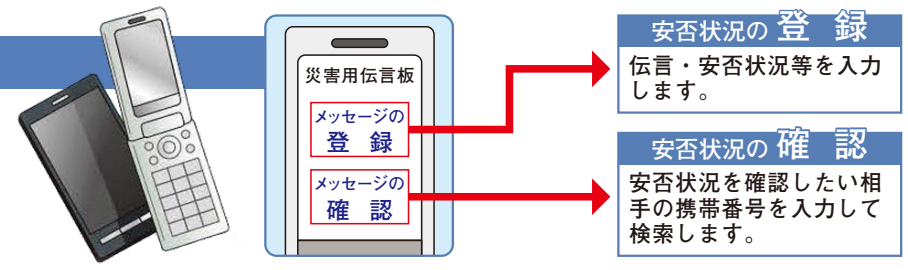 災害用伝言板
メッセージの
登 録
メッセージの
確 認
安否状況の 登 録
伝言・安否状況等を入力
します。
安否状況の 確 認
安否状況を確認したい相
手の携帯番号を入力して
検索します。